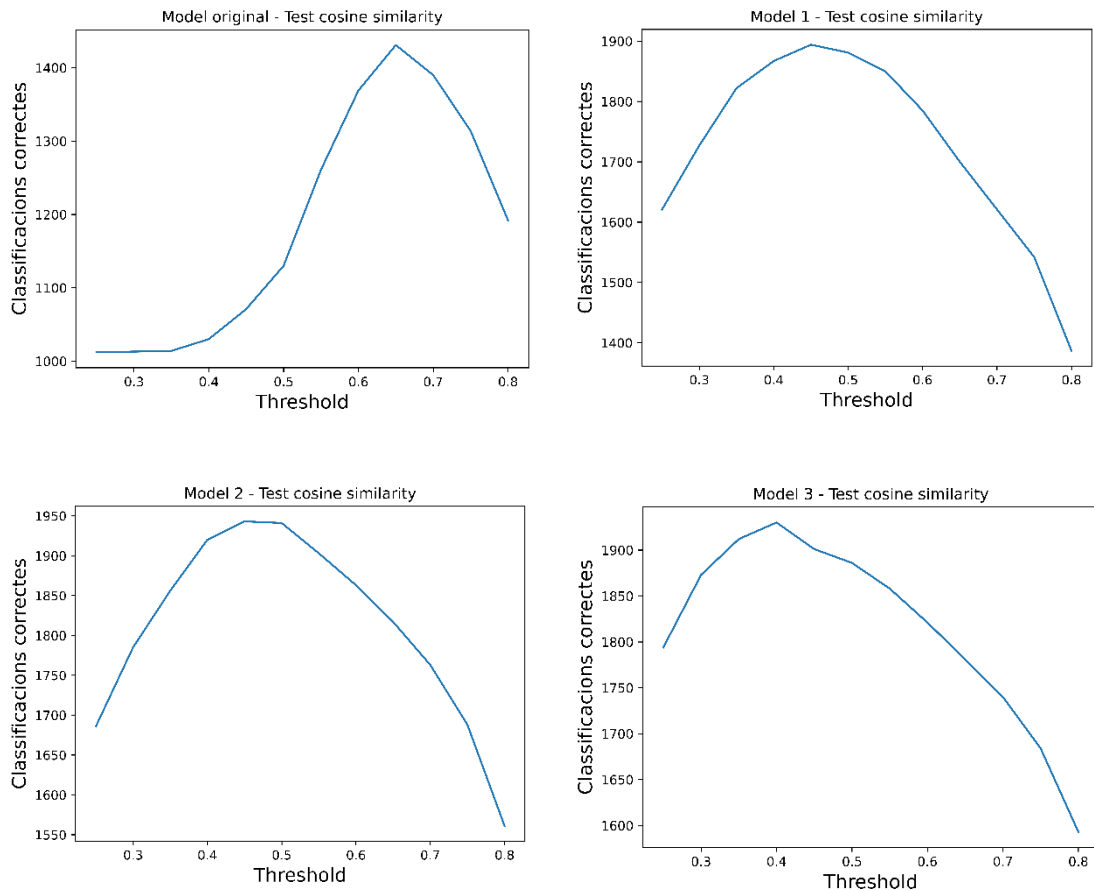 Model original - Test cosine similarity
Classificacions correctes
1400
1300
1200
1100
1000
0.3 0.4 0.5 0.6 0.7 0.8
Threshold
Model 1 - Test cosine similarity
Classificacions correctes
1900
1800
1700
1600
1500
1400
0.3 0.4 0.5 0.6 0.7 0.8
Threshold
Model 2 - Test cosine similarity
Classificacions correctes
1950
1900
1850
1800
1750
1700
1650
1600
1550
0.3 0.4 0.5 0.6 0.7 0.8
Threshold
Model 3 - Test cosine similarity
Classificacions correctes
1900
1850
1800
1750
1700
1650
1600
0.3 0.4 0.5 0.6 0.7 0.8
Threshold